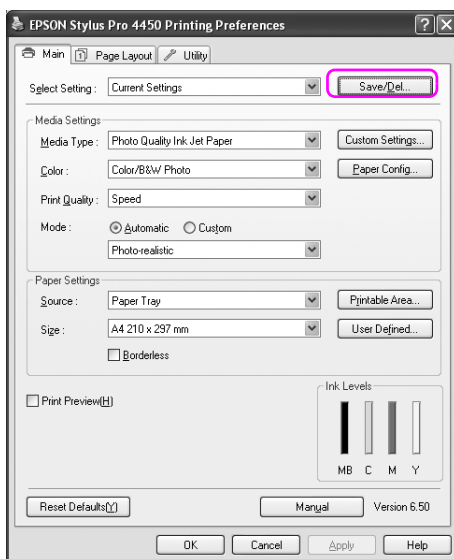 EPSON Stylus Pro 4450 Printing Preferences
Main Page Layout Utility
Select Setting : Current Settings Save/Del...
Media Settings
Media Type : Photo Quality Ink Jet Paper Custom Settings...
Color : Color/B&W Photo Paper Config...
Print Quality : Speed
Mode : Automatic Custom
Photo-realistic
Paper Settings
Source : Paper Tray Printable Area...
Size : A4 210 x 297 mm User Defined...
Borderless
Print Preview(H) Ink Levels
MB C M Y
Reset Defaults(Y) Manual Version 6.50
OK Cancel Apply Help